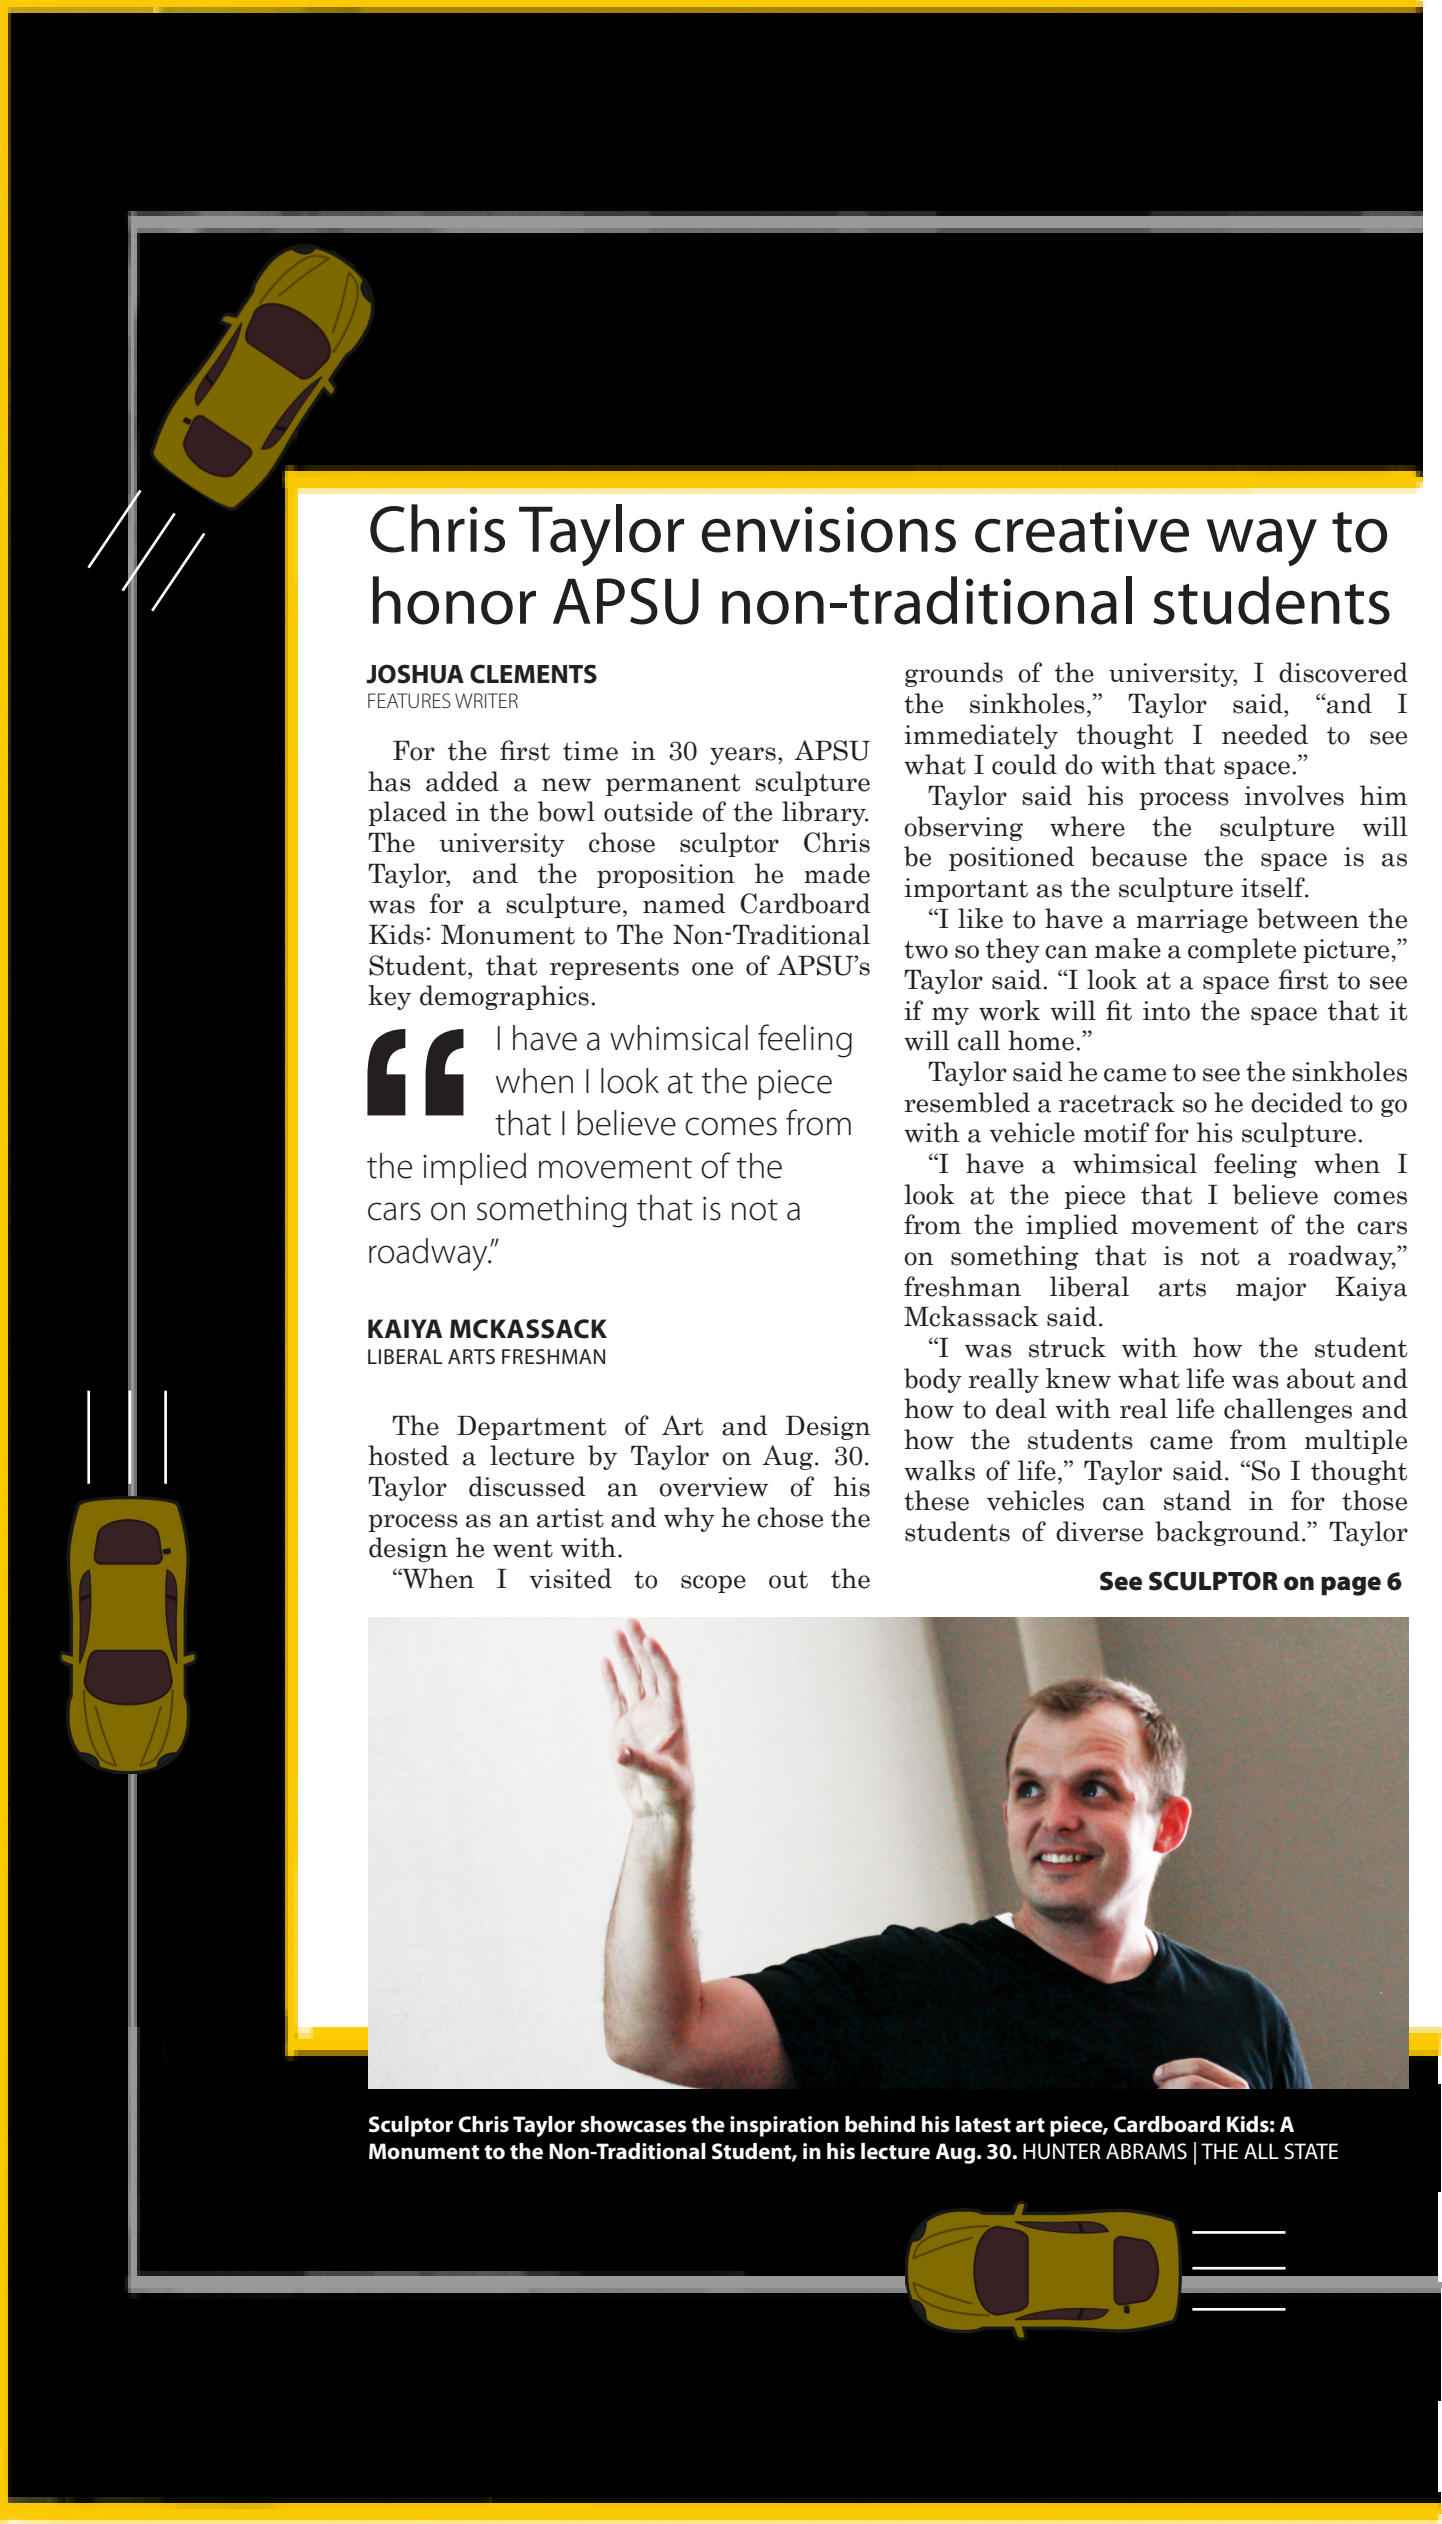 Chris Taylor envisions creative way to
honor APSU non-traditional students
JOSHUA CLEMENTS
FEATURES WRITER
For the first time in 30 years, APSU
has added a new permanent sculpture
placed in the bowl outside of the library.
The university chose sculptor Chris
Taylor, and the proposition he made
was for a sculpture, named Cardboard
Kids: Monument to The Non-Traditional
Student, that represents one of APSU’s
key demographics.
“ I have a whimsical feeling
when I look at the piece
that I believe comes from
the implied movement of the
cars on something that is not a
roadway.”
KAIYA MCKASSACK
LIBERAL ARTS FRESHMAN
The Department of Art and Design
hosted a lecture by Taylor on Aug. 30.
Taylor discussed an overview of his
process as an artist and why he chose the
design he went with.
“When I visited to scope out the
grounds of the university, I discovered
the sinkholes,” Taylor said, “and I
immediately thought I needed to see
what I could do with that space.”
Taylor said his process involves him
observing where the sculpture will
be positioned because the space is as
important as the sculpture itself.
“I like to have a marriage between the
two so they can make a complete picture,”
Taylor said. “I look at a space first to see
if my work will fit into the space that it
will call home.”
Taylor said he came to see the sinkholes
resembled a racetrack so he decided to go
with a vehicle motif for his sculpture.
“I have a whimsical feeling when I
look at the piece that I believe comes
from the implied movement of the cars
on something that is not a roadway,”
freshman liberal arts major Kaiya
Mckassack said.
“I was struck with how the student
body really knew what life was about and
how to deal with real life challenges and
how the students came from multiple
walks of life,” Taylor said. “So I thought
these vehicles can stand in for those
students of diverse background.” Taylor
See SCULPTOR on page 6
Sculptor Chris Taylor showcases the inspiration behind his latest art piece, Cardboard Kids: A
Monument to the Non-Traditional Student, in his lecture Aug. 30. HUNTER ABRAMS | THE ALL STATE